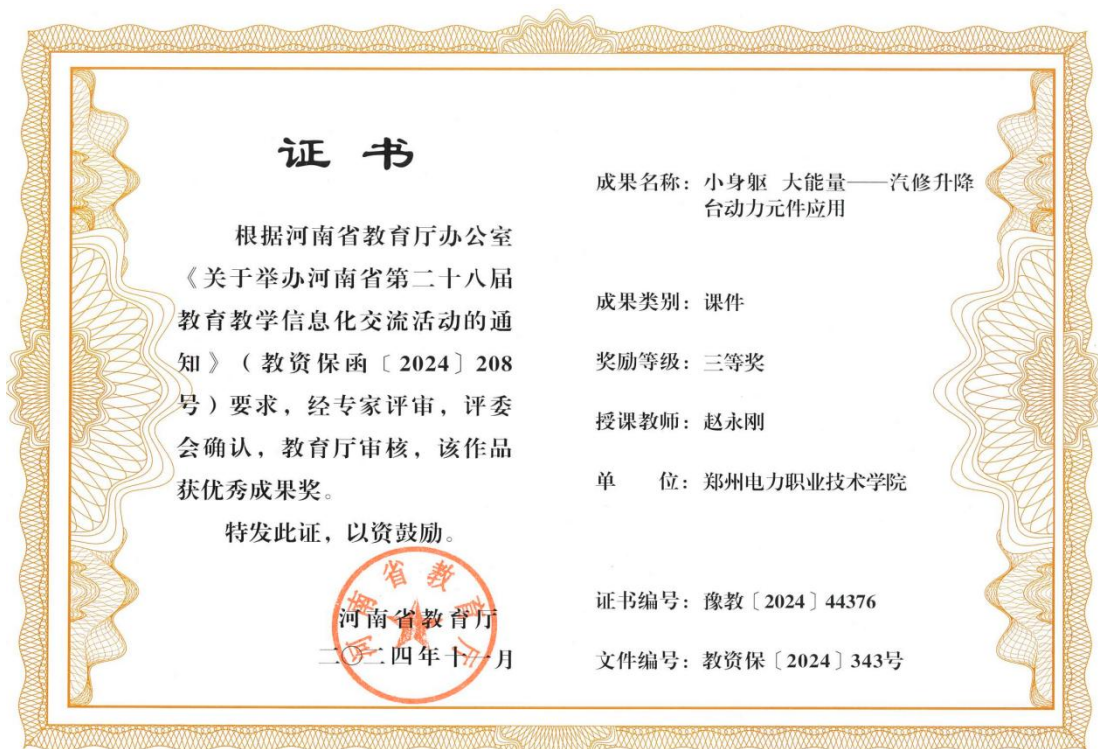 证 书
根据河南省教育厅办公室
《关于举办河南省第二十八届
教育教学信息化交流活动的通
知》（教资保函〔2024〕208
号）要求，经专家评审，评委
会确认，教育厅审核，该作品
获优秀成果奖。
特发此证，以资鼓励。
河南省教育厅
河南省教育厅
二〇二四年十一月
成果名称：小身躯 大能量——汽修升降
台动力元件应用
成果类别：课件
奖励等级：三等奖
授课教师：赵永刚
单 位：郑州电力职业技术学院
证书编号：豫教〔2024〕44376
文件编号：教资保〔2024〕343号